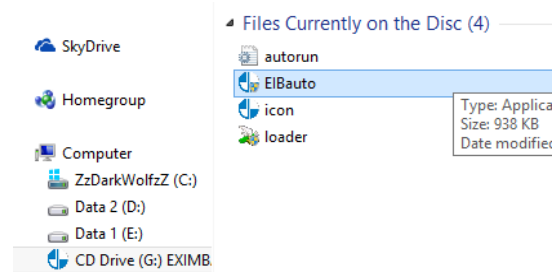 Files Currently on the Disc (4)
SkyDrive
autorun
EIBauto
Homegroup
icon
loader
Type: Applica
Size: 938 KB
Date modified
Computer
ZzDarkWolfzZ (C:)
Data 2 (D:)
Data 1 (E:)
CD Drive (G:) EXIMB